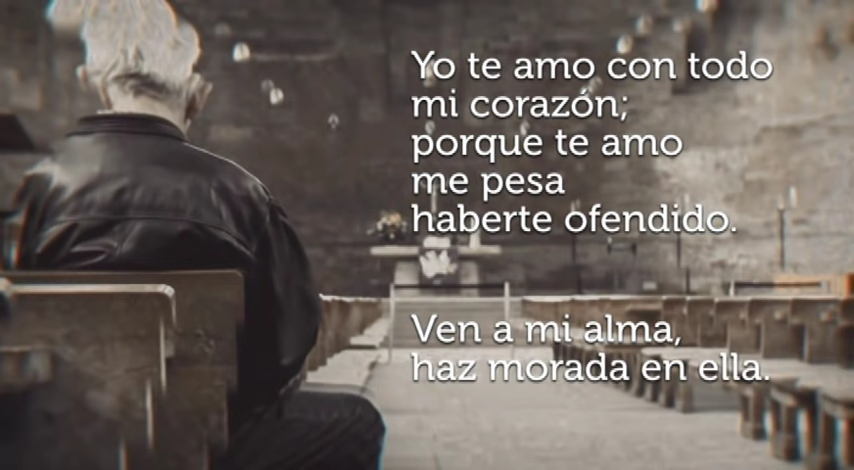 Yo te amo con todo
mi corazón;
porque te amo
me pesa
haberte ofendido.
Ven a mi alma,
haz morada en ella.